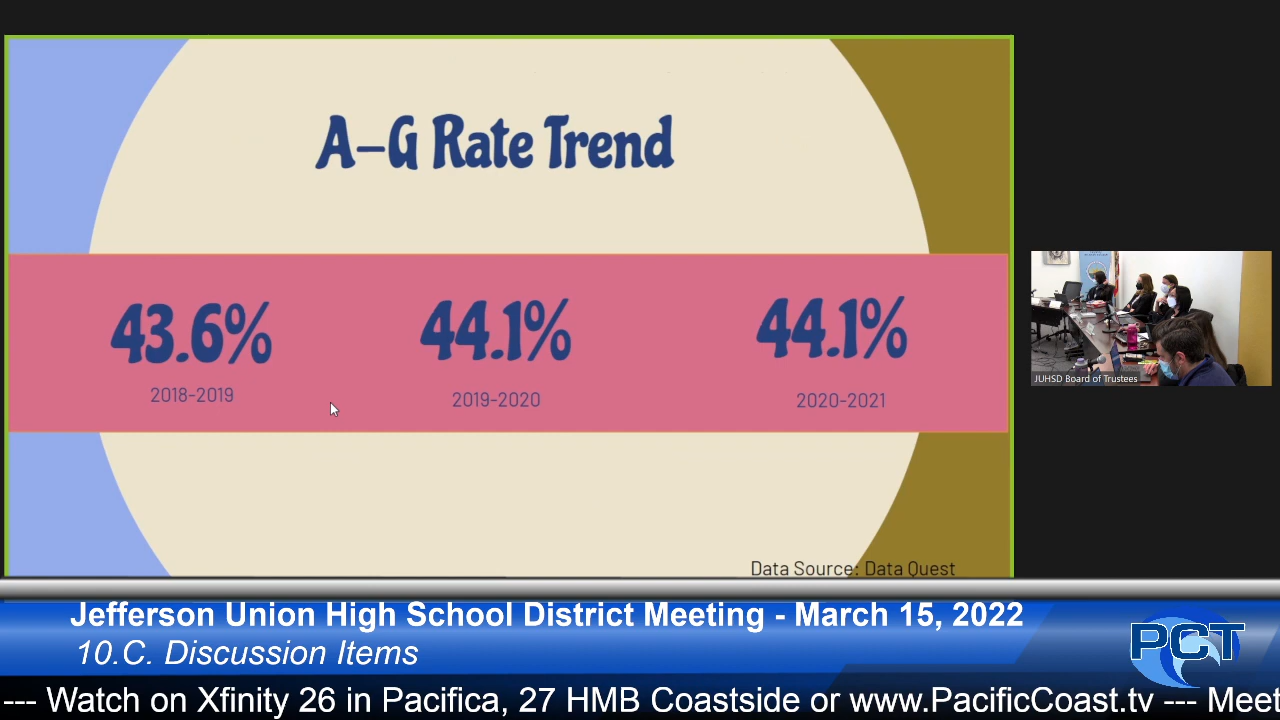 A-G Rate Trend
43.6%
44.1%
44.1%
2018-2019
2019-2020
2020-2021
Data Source: Data Quest
JUHSD Board of Trustees
Jefferson Union High School District Meeting - March 15, 2022
10.C. Discussion Items
PCT
--- Watch on Xfinity 26 in Pacifica, 27 HMB Coastside or www.PacificCoast.tv --- Meet